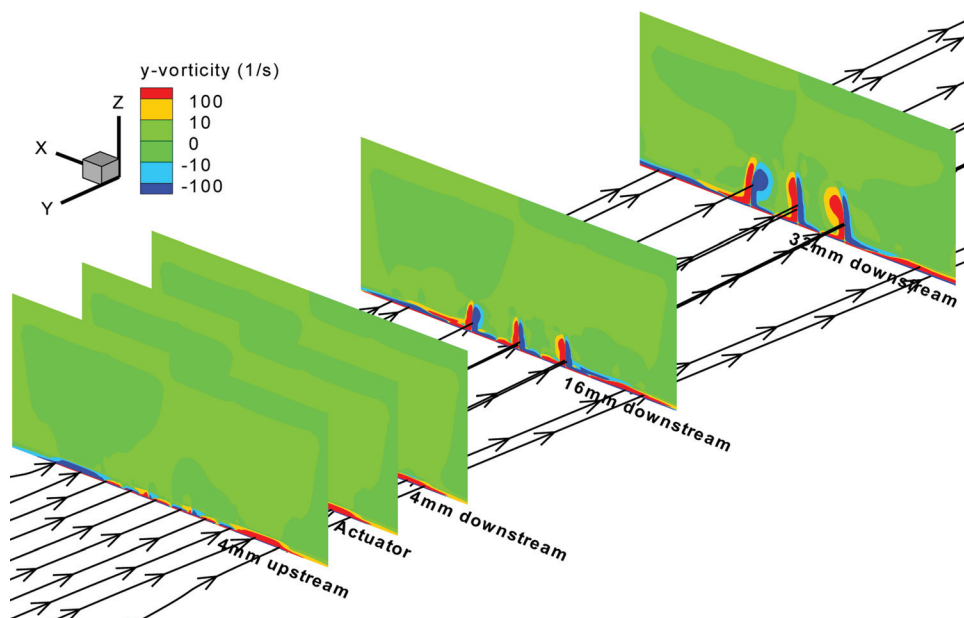 y-vorticity (1/s)
100
10
0
-10
-100
Z
X
Y
32mm downstream
16mm downstream
4mm downstream
Actuator
4mm upstream